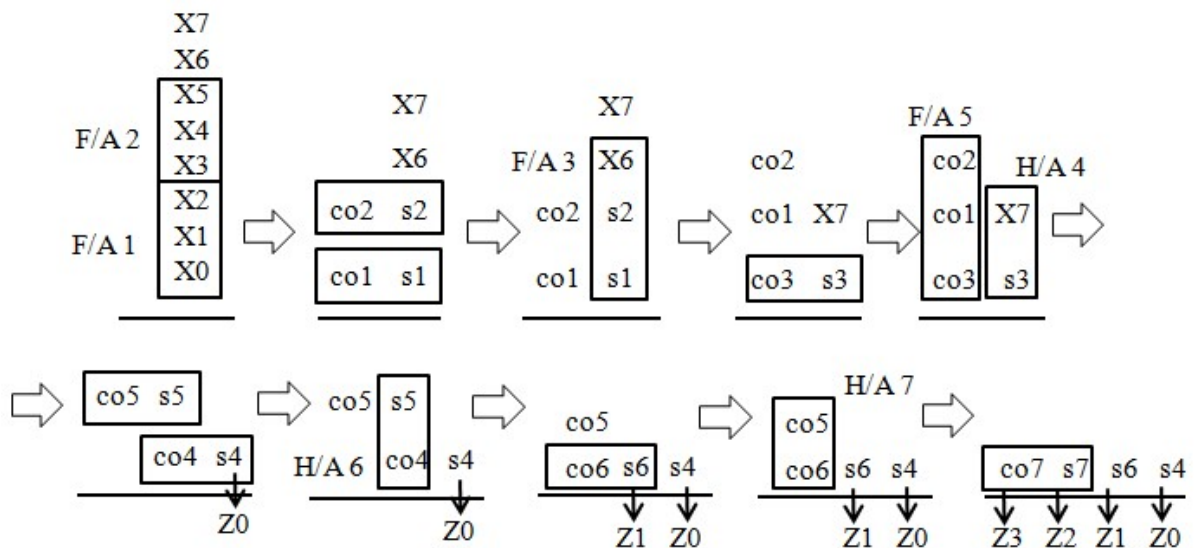 X7
X6
X5
F/A 2
X4
X3
X2
F/A 1
X1
X0
X7
X6
co2 s2
co1 s1
X7
F/A 3
X6
co2 s2
co1 s1
co2
co1 X7
co3 s3
F/A 5
co2
H/A 4
co1 X7
co3 s3
co5 s5
co4 s4
Z0
co5 s5
H/A 6
co4 s4
Z0
co5
co6 s6 s4
Z1 Z0
H/A 7
co5
co6 s6 s4
Z1 Z0
co7 s7 s6 s4
Z3 Z2 Z1 Z0